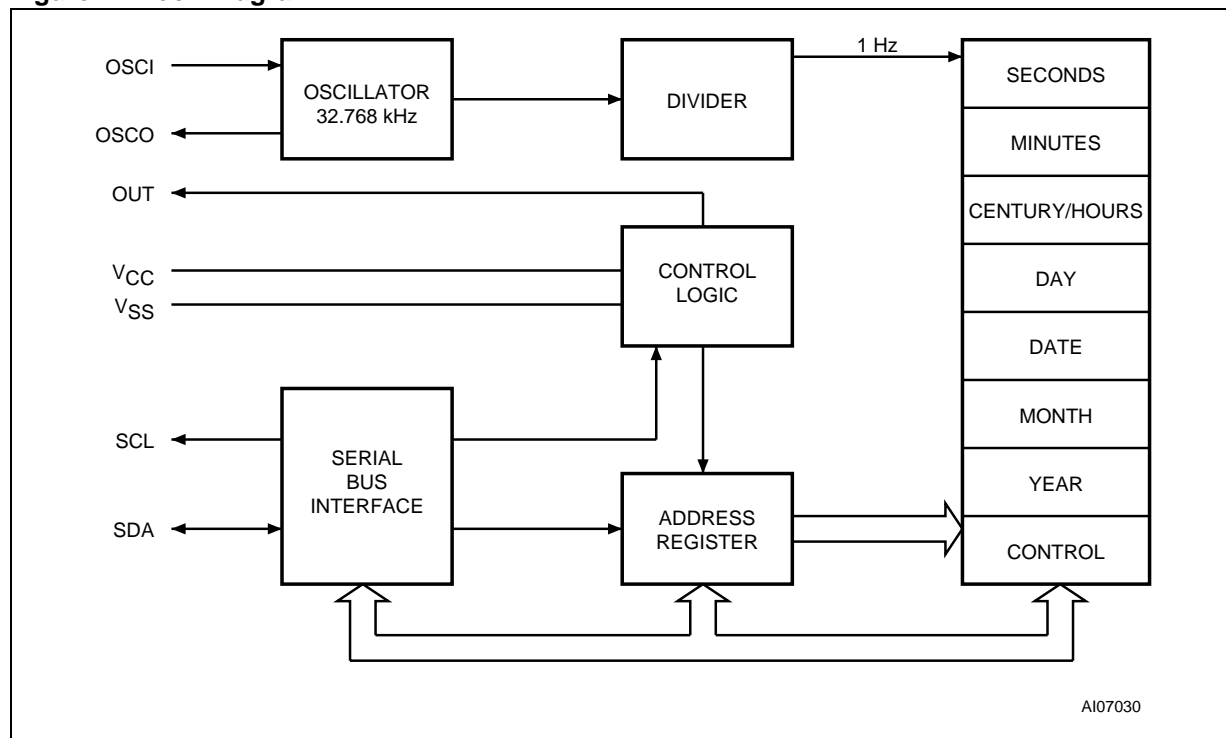 OSCI
OSCO
OUT
VCC
VSS
SCL
SDA
OSCILLATOR
32.768 kHz
DIVIDER
1 Hz
CONTROL
LOGIC
SERIAL
BUS
INTERFACE
ADDRESS
REGISTER
SECONDS
MINUTES
CENTURY/HOURS
DAY
DATE
MONTH
YEAR
CONTROL
AI07030